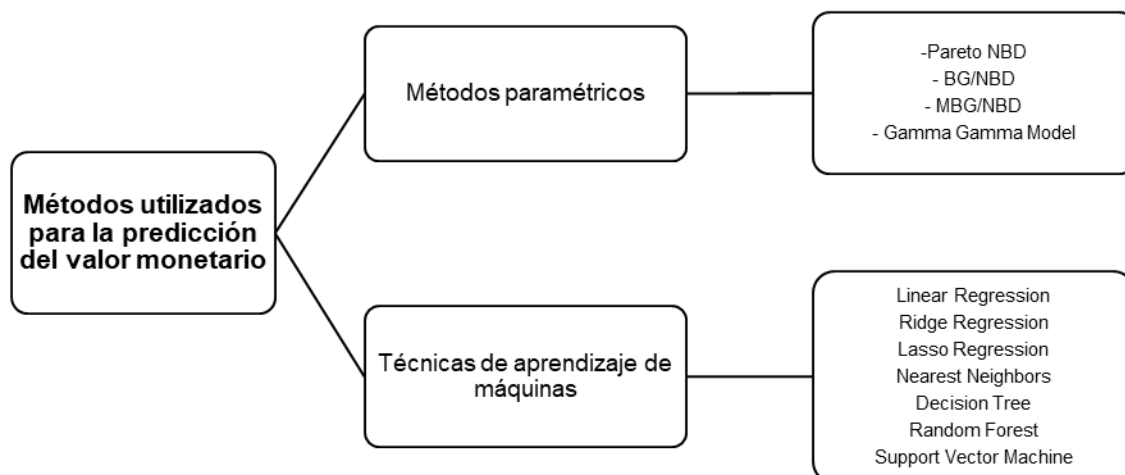 Métodos utilizados
para la predicción
del valor monetario
Métodos paramétricos
-Pareto NBD
- BG/NBD
- MBG/NBD
- Gamma Gamma Model
Técnicas de aprendizaje de
máquinas
Linear Regression
Ridge Regression
Lasso Regression
Nearest Neighbors
Decision Tree
Random Forest
Support Vector Machine